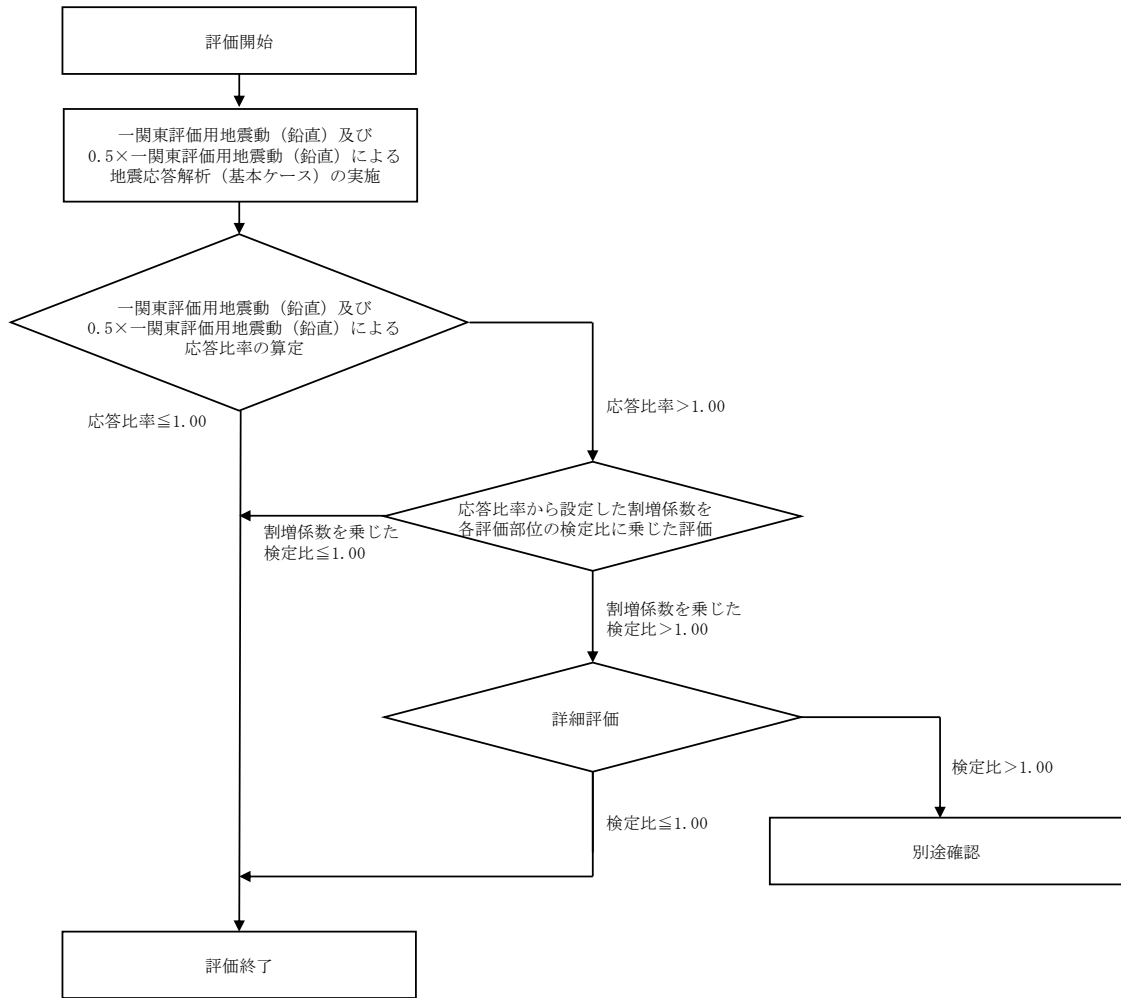 評価開始
一関東評価用地震動（鉛直）及び
0.5×一関東評価用地震動（鉛直）による
地震応答解析（基本ケース）の実施
一関東評価用地震動（鉛直）及び
0.5×一関東評価用地震動（鉛直）による
応答比率の算定
応答比率≦1.00
応答比率＞1.00
応答比率から設定した割増係数を
各評価部位の検定比に乗じた評価
割増係数を乗じた
検定比≦1.00
割増係数を乗じた
検定比＞1.00
詳細評価
検定比＞1.00
検定比≦1.00
別途確認
評価終了